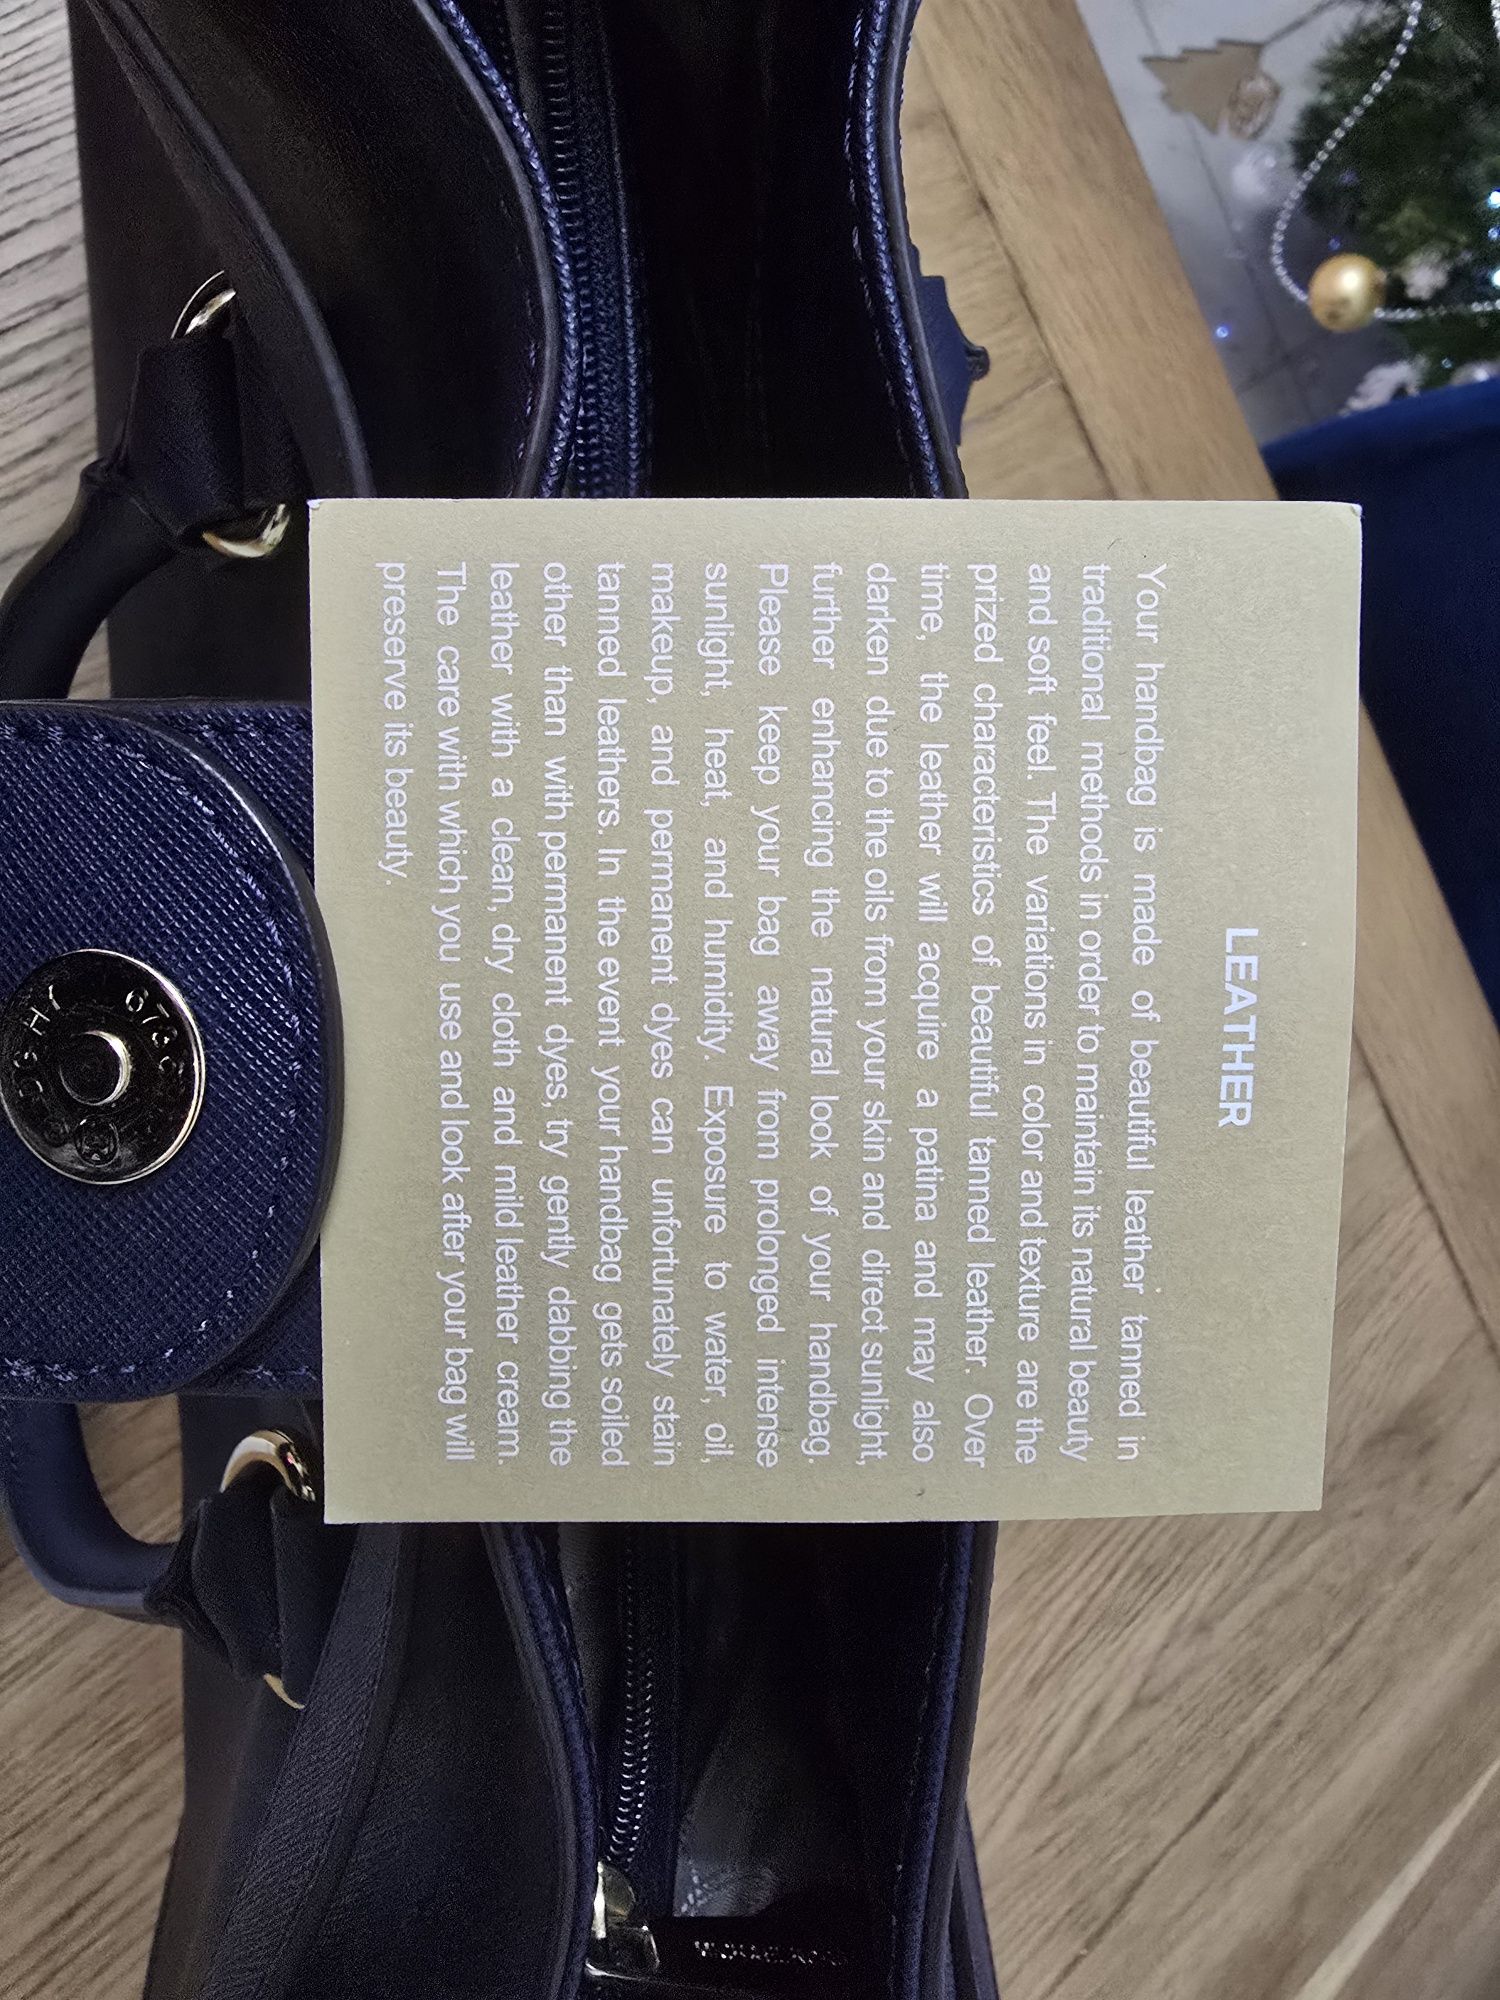 LEATHER
Your handbag is made of beautiful leather tanned in
traditional methods in order to maintain its natural beauty
and soft feel. The variations in color and texture are the
prized characteristics of beautiful tanned leather. Over
time, the leather will acquire a patina and may also
darken due to the oils from your skin and direct sunlight,
further enhancing the natural look of your handbag.
Please keep your bag away from prolonged intense
sunlight, heat, and humidity. Exposure to water, oil,
makeup, and permanent dyes can unfortunately stain
tanned leathers. In the event your handbag gets soiled
other than with permanent dyes, try gently dabbing the
leather with a clean, dry cloth and mild leather cream.
The care with which you use and look after your bag will
preserve its beauty.